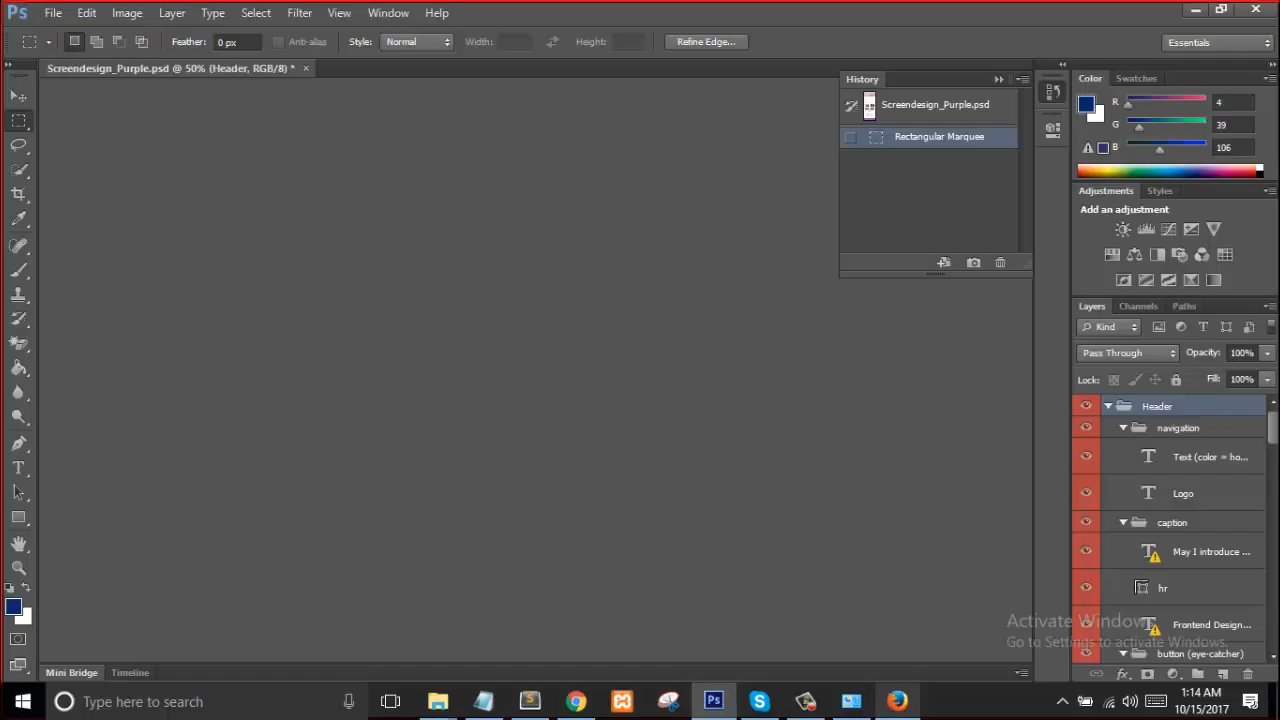 Ps File Edit Image Layer Type Select Filter View Window Help
Feather: 0 px Anti-alias Style: Normal Width: Height: Refine Edge... Essentials
Screendesign_Purple.psd @ 50% (Header, RGB/8) * ×
History
Screendesign_Purple.psd
Rectangular Marquee
Color Swatches
R 4
G 39
B 106
Adjustments Styles
Add an adjustment
Layers Channels Paths
Kind
Pass Through Opacity: 100%
Lock: Fill: 100%
Header
navigation
Text (color = ho...
Logo
caption
May I introduce ...
hr
Frontend Design...
button (eye-catcher)
Activate Windows
Go to Settings to activate Windows.
Mini Bridge Timeline
Type here to search
1:14 AM
10/15/2017